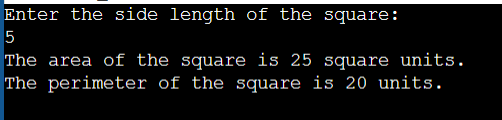 Enter the side length of the square:
5
The area of the square is 25 square units.
The perimeter of the square is 20 units.